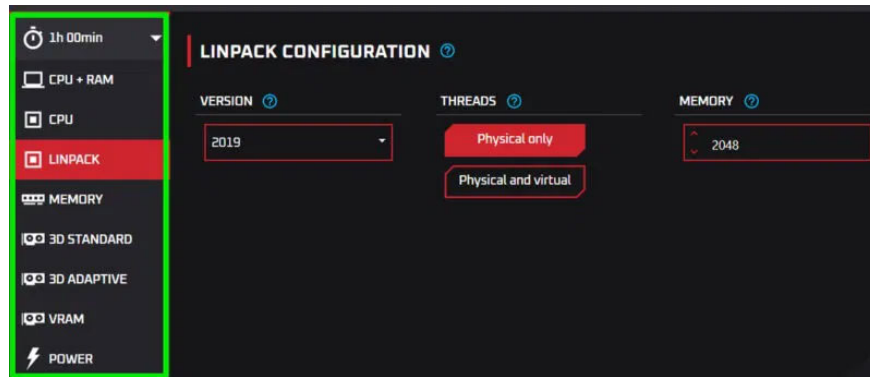 1h 00min
CPU + RAM
CPU
LINPACK
MEMORY
3D STANDARD
3D ADAPTIVE
VRAM
POWER
LINPACK CONFIGURATION
VERSION
2019
THREADS
Physical only
Physical and virtual
MEMORY
2048